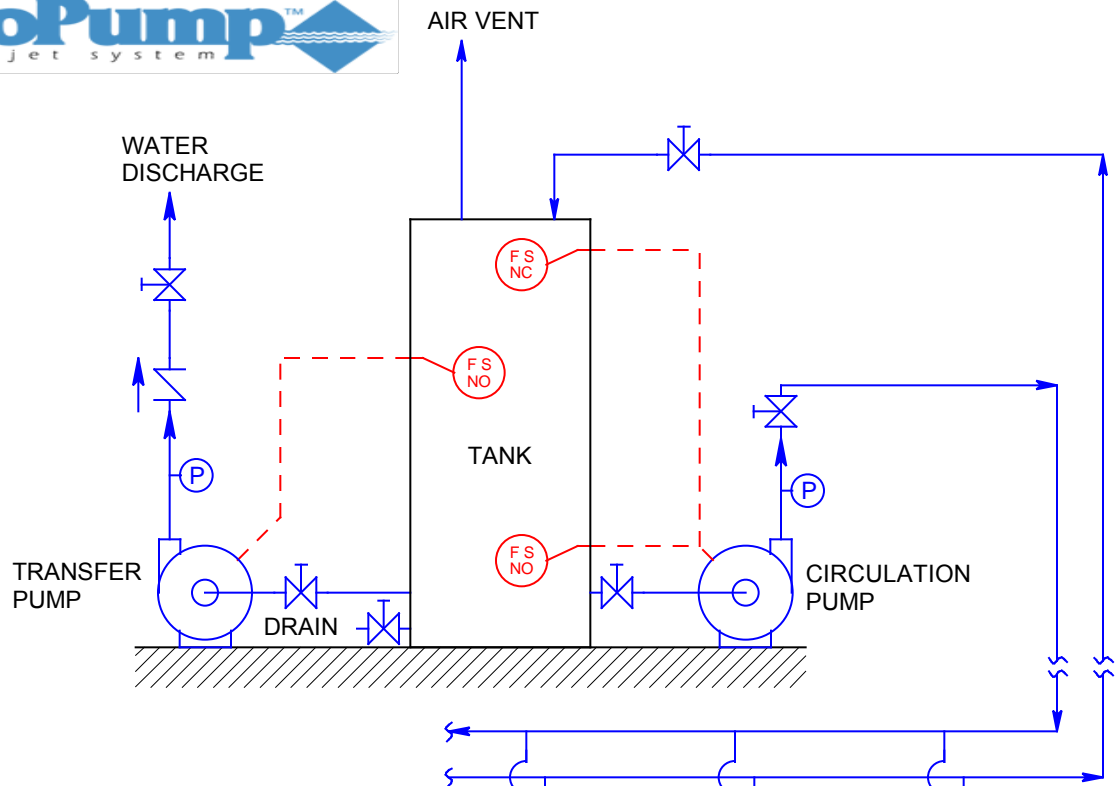 oPump™
jet system
AIR VENT
WATER
DISCHARGE
F S
NC
F S
NO
TANK
P
P
F S
NO
TRANSFER
PUMP
DRAIN
CIRCULATION
PUMP